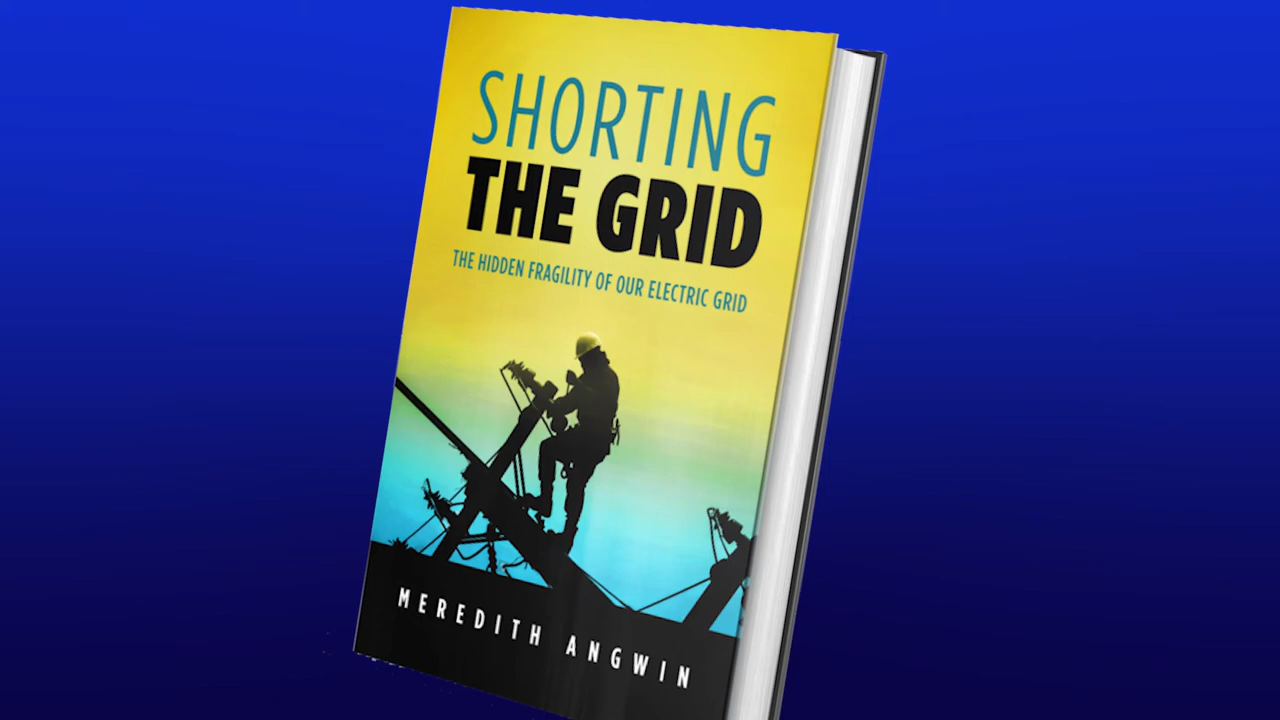 SHORTING
THE GRID
THE HIDDEN FRAGILITY OF OUR ELECTRIC GRID
MEREDITH ANGWIN